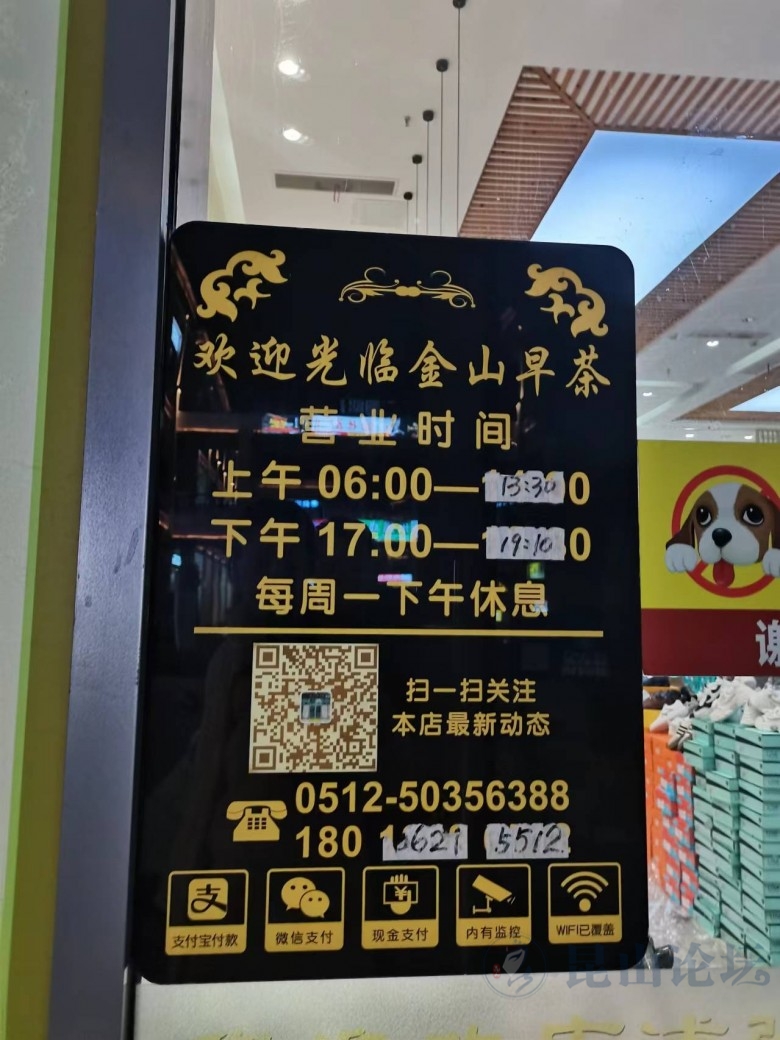 欢迎光临金山早茶
营业时间
上午 06:00—13:30
下午 17:00—19:10
每周一下午休息
扫一扫关注
本店最新动态
0512-50356388
180 5512
支付宝付款
微信支付
现金支付
内有监控
WIFI已覆盖
谢
昆山论坛